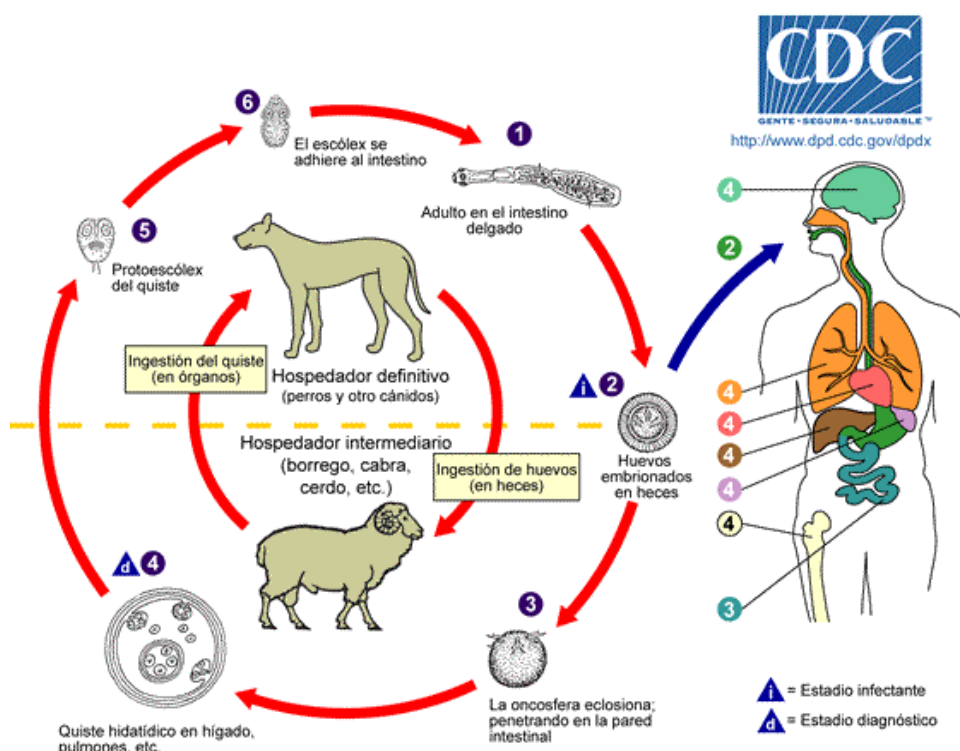 CDC
GENTE · SEGURA · SALUDABLE™
http://www.dpd.cdc.gov/dpdx
6
El escólex se
adhiere al intestino
1
Adulto en el intestino
delgado
5
Protoescólex
del quiste
Ingestión del quiste
(en órganos)
Hospedador definitivo
(perros y otro cánidos)
Hospedador intermediario
(borrego, cabra,
cerdo, etc.)
Ingestión de huevos
(en heces)
i 2
Huevos
embrionados
en heces
d 4
Quiste hidatídico en hígado,
pulmones, etc.
3
La oncosfera eclosiona;
penetrando en la pared
intestinal
4
2
4
4
4
4
4
3
i = Estadio infectante
d = Estadio diagnóstico